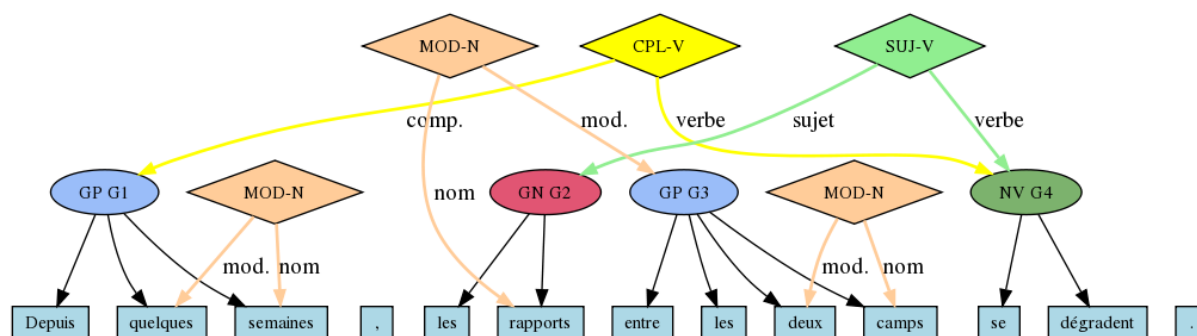 MOD-N CPL-V SUJ-V
comp. mod. verbe sujet verbe
GP G1 MOD-N nom GN G2 GP G3 MOD-N NV G4
mod. nom mod. nom
Depuis quelques semaines , les rapports entre les deux camps se dégradent .